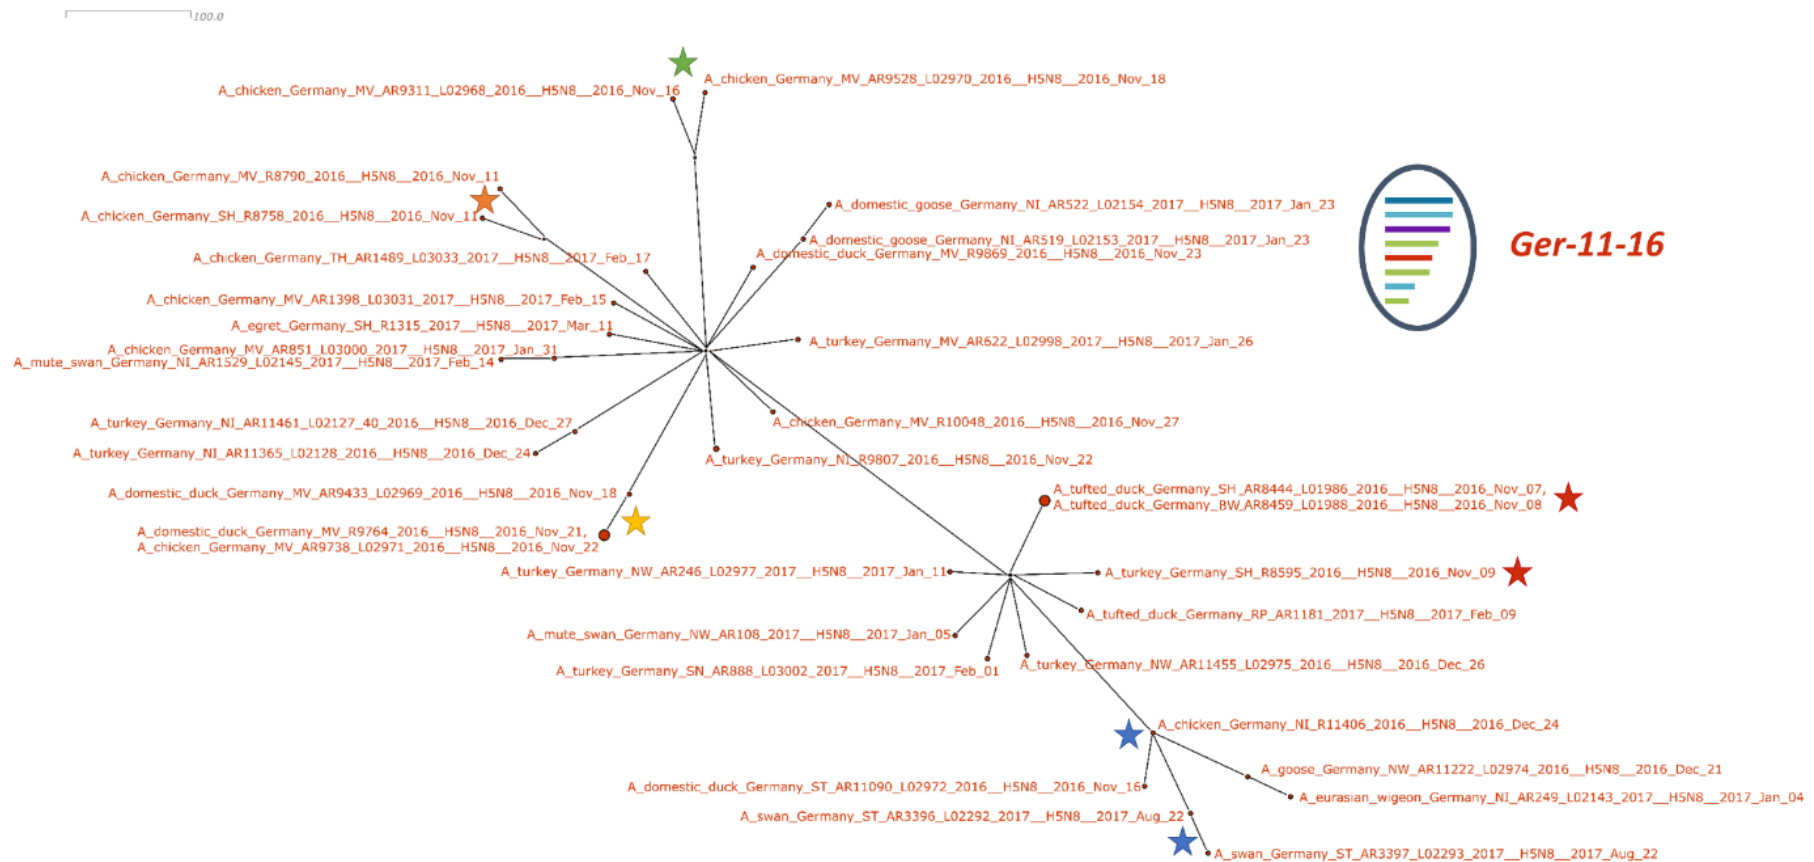 100.0
A_chicken_Germany_MV_AR9528_L02970_2016__H5N8__2016_Nov_18
A_chicken_Germany_MV_AR9311_L02968_2016__H5N8__2016_Nov_16
A_chicken_Germany_MV_R8790_2016__H5N8__2016_Nov_11
A_chicken_Germany_SH_R8758_2016__H5N8__2016_Nov_11
A_domestic_goose_Germany_NI_AR522_L02154_2017__H5N8__2017_Jan_23
A_domestic_goose_Germany_NI_AR519_L02153_2017__H5N8__2017_Jan_23
A_domestic_duck_Germany_MV_R9869_2016__H5N8__2016_Nov_23
Ger-11-16
A_chicken_Germany_TH_AR1489_L03033_2017__H5N8__2017_Feb_17
A_chicken_Germany_MV_AR1398_L03031_2017__H5N8__2017_Feb_15
A_egret_Germany_SH_R1315_2017__H5N8__2017_Mar_11
A_chicken_Germany_MV_AR851_L03000_2017__H5N8__2017_Jan_31
A_mute_swan_Germany_NI_AR1529_L02145_2017__H5N8__2017_Feb_14
A_turkey_Germany_MV_AR622_L02998_2017__H5N8__2017_Jan_26
A_turkey_Germany_NI_AR11461_L02127_40_2016__H5N8__2016_Dec_27
A_chicken_Germany_MV_R10048_2016__H5N8__2016_Nov_27
A_turkey_Germany_NI_AR11365_L02128_2016__H5N8__2016_Dec_24
A_turkey_Germany_NI_R9807_2016__H5N8__2016_Nov_22
A_domestic_duck_Germany_MV_AR9433_L02969_2016__H5N8__2016_Nov_18
A_tufted_duck_Germany_SH_AR8444_L01986_2016__H5N8__2016_Nov_07,
A_tufted_duck_Germany_BW_AR8459_L01988_2016__H5N8__2016_Nov_08
A_domestic_duck_Germany_MV_R9764_2016__H5N8__2016_Nov_21,
A_chicken_Germany_MV_AR9738_L02971_2016__H5N8__2016_Nov_22
A_turkey_Germany_NW_AR246_L02977_2017__H5N8__2017_Jan_11
A_turkey_Germany_SH_R8595_2016__H5N8__2016_Nov_09
A_tufted_duck_Germany_RP_AR1181_2017__H5N8__2017_Feb_09
A_mute_swan_Germany_NW_AR108_2017__H5N8__2017_Jan_05
A_turkey_Germany_SN_AR888_L03002_2017__H5N8__2017_Feb_01
A_turkey_Germany_NW_AR11455_L02975_2016__H5N8__2016_Dec_26
A_chicken_Germany_NI_R11406_2016__H5N8__2016_Dec_24
A_goose_Germany_NW_AR11222_L02974_2016__H5N8__2016_Dec_21
A_domestic_duck_Germany_ST_AR11090_L02972_2016__H5N8__2016_Nov_16
A_eurasian_wigeon_Germany_NI_AR249_L02143_2017__H5N8__2017_Jan_04
A_swan_Germany_ST_AR3396_L02292_2017__H5N8__2017_Aug_22
A_swan_Germany_ST_AR3397_L02293_2017__H5N8__2017_Aug_22